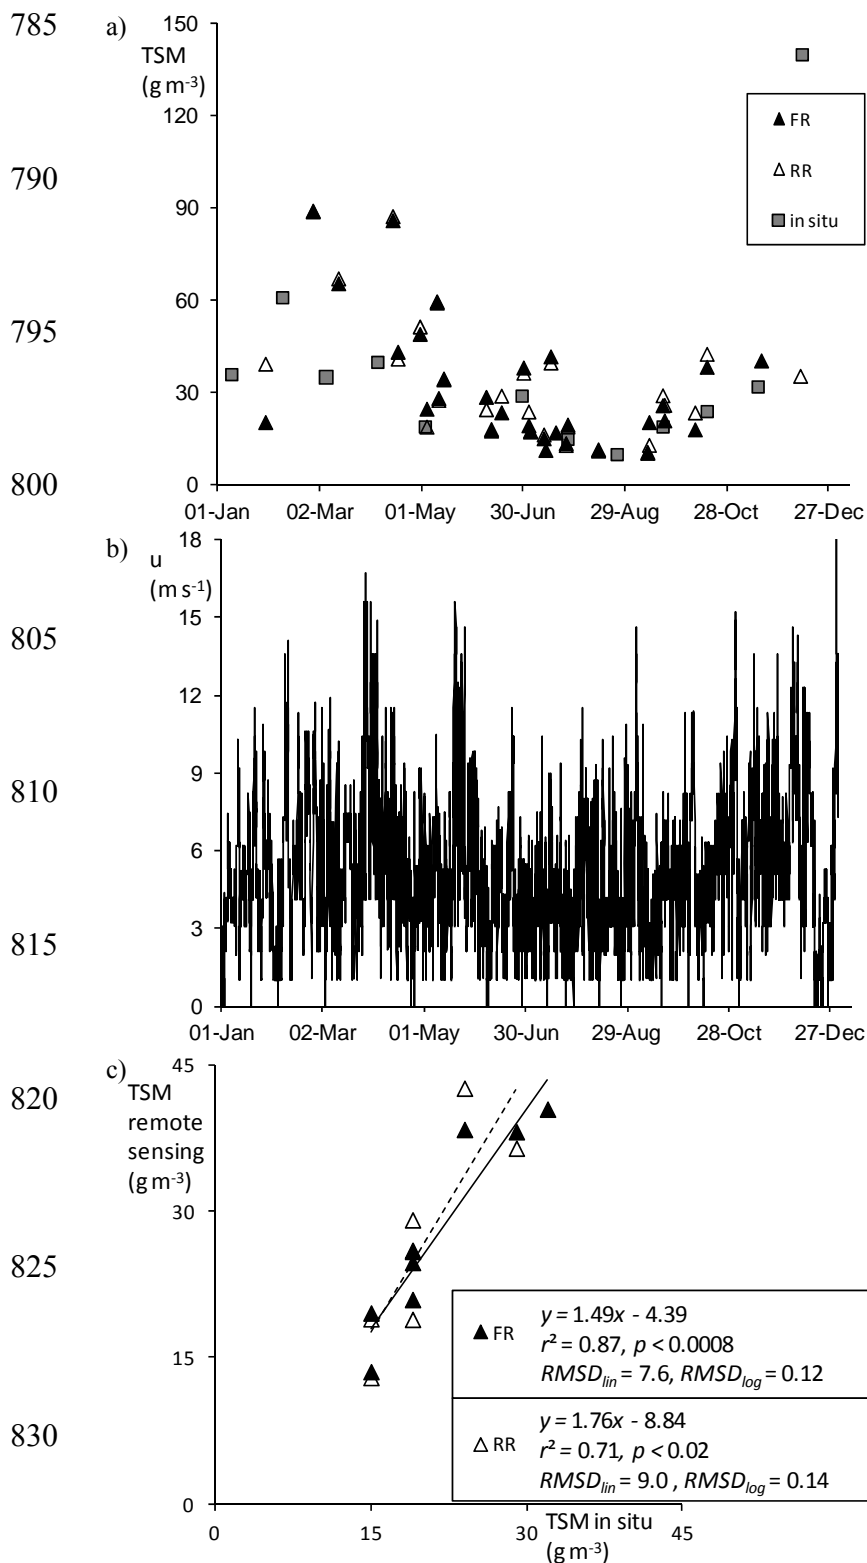 785
a)
TSM
(g m-3)
150
120
90
60
30
0
FR
RR
in situ
790
795
800
01-Jan 02-Mar 01-May 30-Jun 29-Aug 28-Oct 27-Dec
b)
u
(m s-1)
18
15
12
9
6
3
0
805
810
815
01-Jan 02-Mar 01-May 30-Jun 29-Aug 28-Oct 27-Dec
c)
TSM
remote
sensing
(g m-3)
45
30
15
0
820
825
830
FR
y = 1.49x - 4.39
r² = 0.87, p < 0.0008
RMSDlin = 7.6, RMSDlog = 0.12
RR
y = 1.76x - 8.84
r² = 0.71, p < 0.02
RMSDlin = 9.0 , RMSDlog = 0.14
0 15 30 45
TSM in situ
(g m-3)